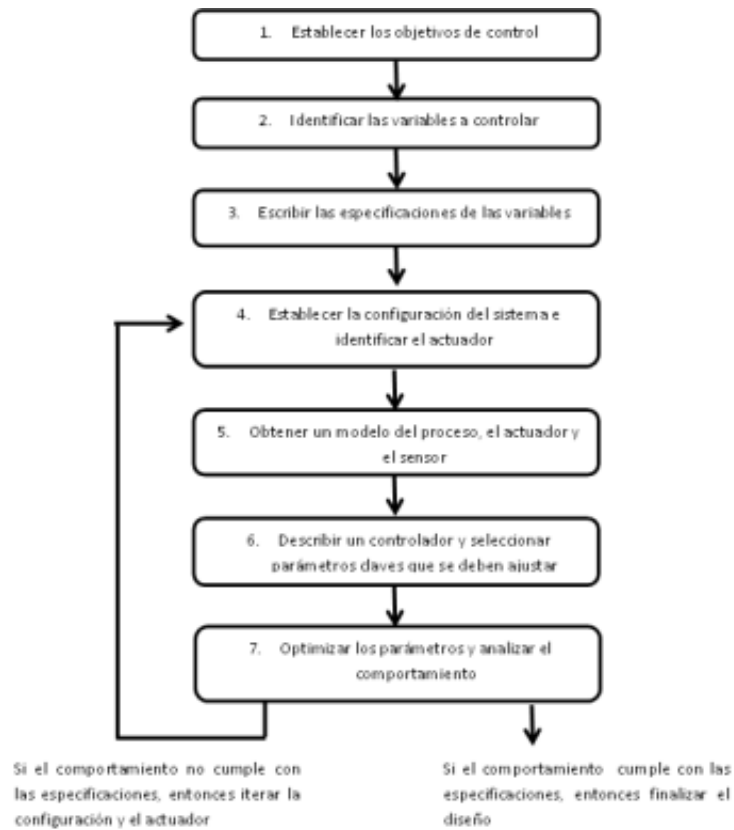 1. Establecer los objetivos de control
2. Identificar las variables a controlar
3. Escribir las especificaciones de las variables
4. Establecer la configuración del sistema e
identificar el actuador
5. Obtener un modelo del proceso, el actuador y
el sensor
6. Describir un controlador y seleccionar
parámetros claves que se deben ajustar
7. Optimizar los parámetros y analizar el
comportamiento
Si el comportamiento no cumple con
las especificaciones, entonces iterar la
configuración y el actuador
Si el comportamiento cumple con las
especificaciones, entonces finalizar el
diseño